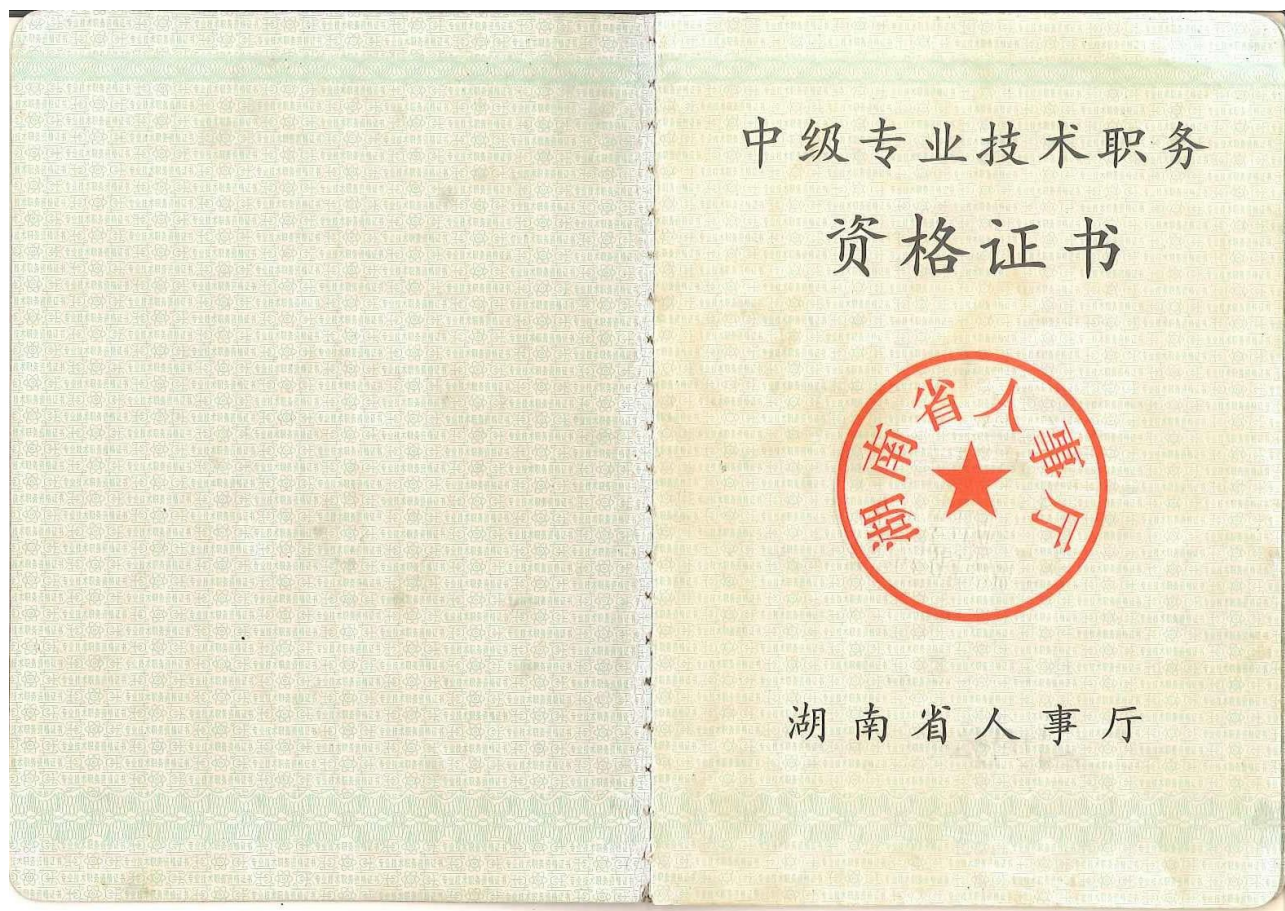 中级专业技术职务
资格证书
湖南省人事厅
湖南省人事厅